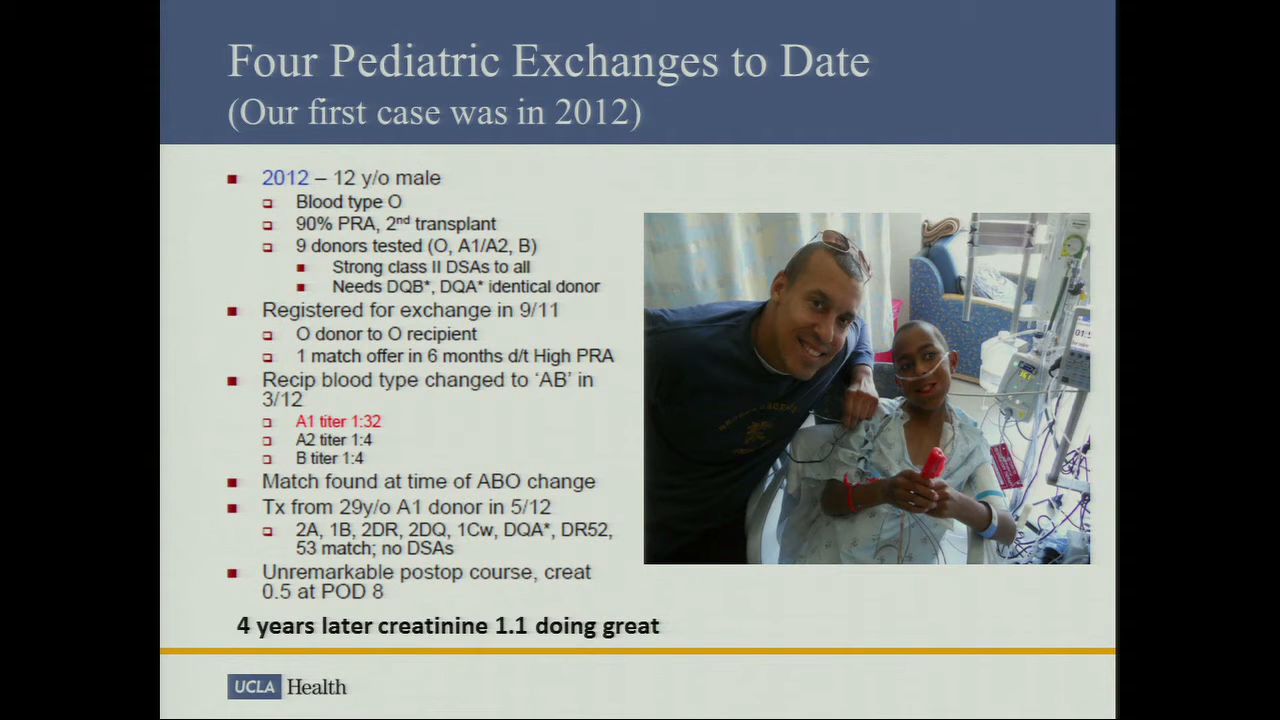 Four Pediatric Exchanges to Date
(Our first case was in 2012)
2012 – 12 y/o male
Blood type O
90% PRA, 2nd transplant
9 donors tested (O, A1/A2, B)
Strong class II DSAs to all
Needs DQB*, DQA* identical donor
Registered for exchange in 9/11
O donor to O recipient
1 match offer in 6 months d/t High PRA
Recip blood type changed to ‘AB’ in
3/12
A1 titer 1:32
A2 titer 1:4
B titer 1:4
Match found at time of ABO change
Tx from 29y/o A1 donor in 5/12
2A, 1B, 2DR, 2DQ, 1Cw, DQA*, DR52,
53 match; no DSAs
Unremarkable postop course, creat
0.5 at POD 8
4 years later creatinine 1.1 doing great
UCLA Health